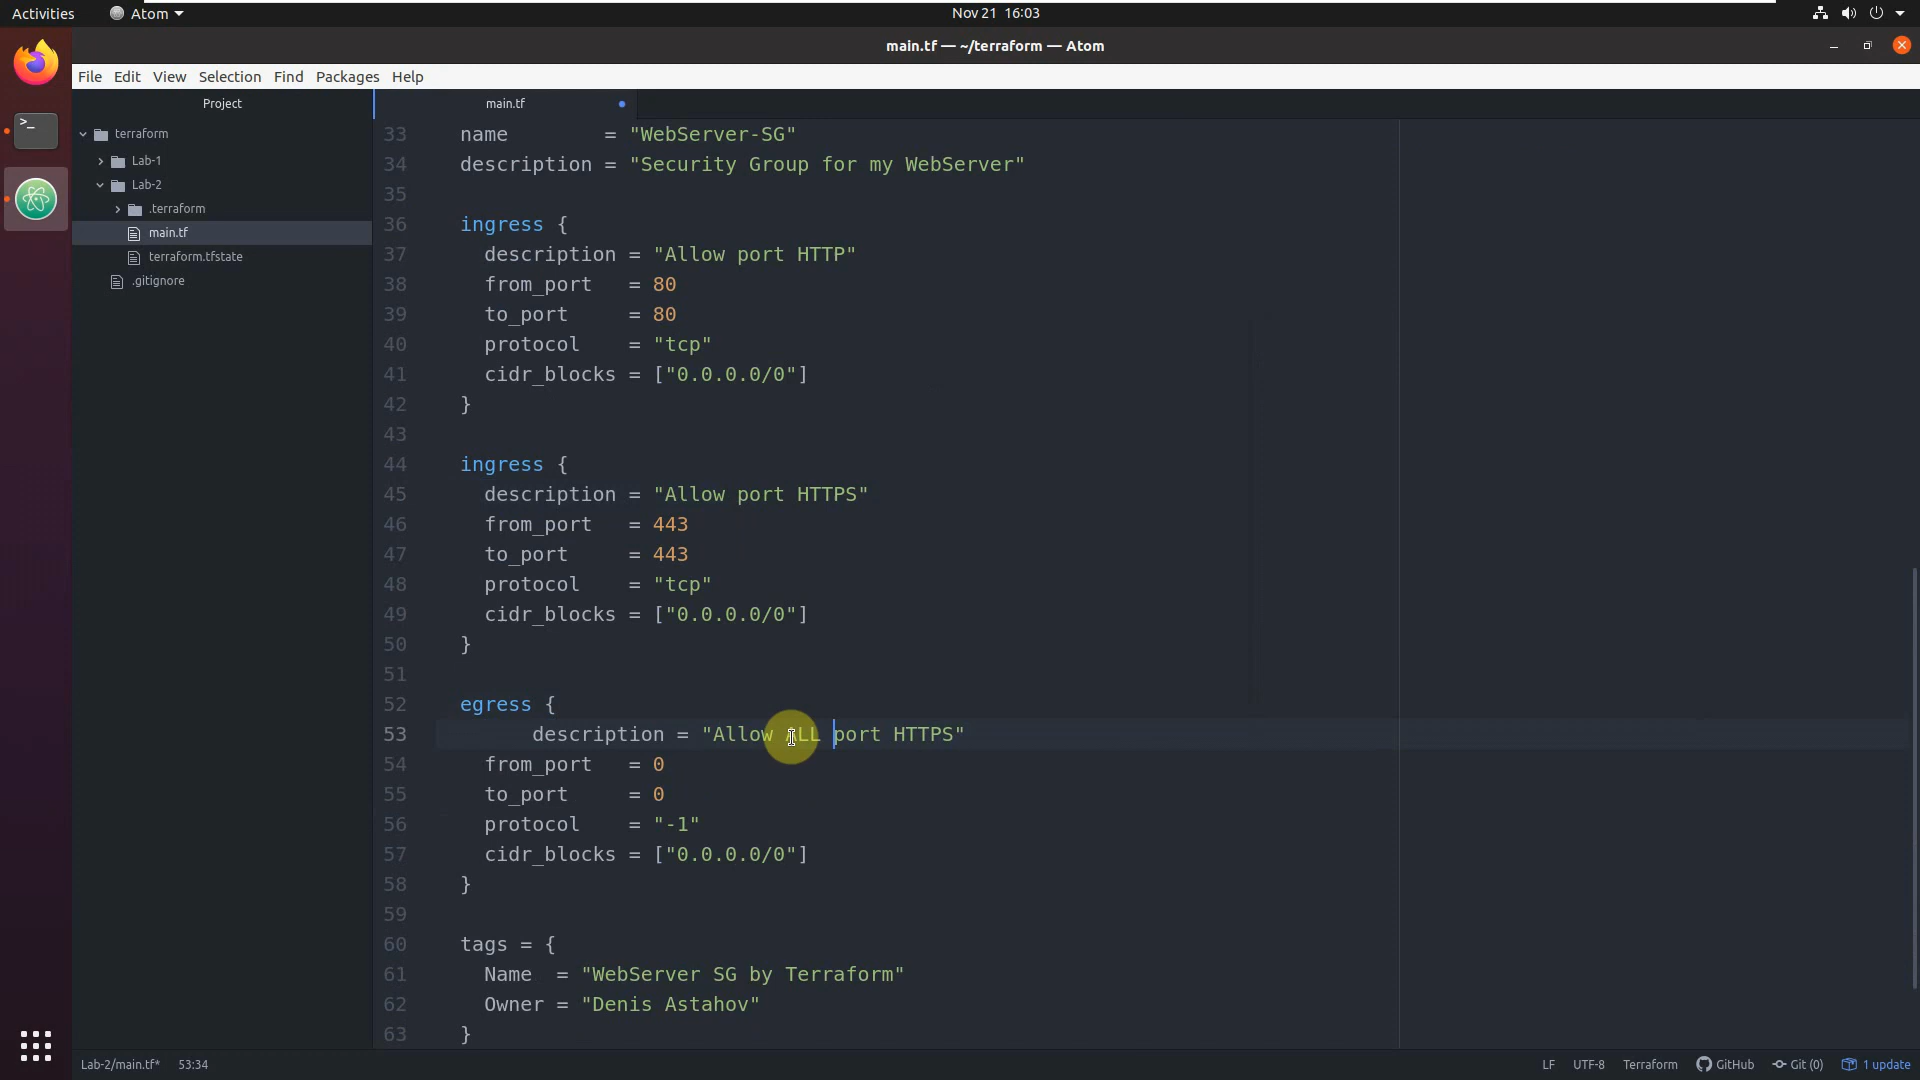 Activities
Atom
Nov 21 16:03
main.tf — ~/terraform — Atom
File Edit View Selection Find Packages Help
Project
main.tf
terraform
Lab-1
Lab-2
.terraform
main.tf
terraform.tfstate
.gitignore
33 name = "WebServer-SG"
34 description = "Security Group for my WebServer"
35
36 ingress {
37 description = "Allow port HTTP"
38 from_port = 80
39 to_port = 80
40 protocol = "tcp"
41 cidr_blocks = ["0.0.0.0/0"]
42 }
43
44 ingress {
45 description = "Allow port HTTPS"
46 from_port = 443
47 to_port = 443
48 protocol = "tcp"
49 cidr_blocks = ["0.0.0.0/0"]
50 }
51
52 egress {
53 description = "Allow ALL port HTTPS"
54 from_port = 0
55 to_port = 0
56 protocol = "-1"
57 cidr_blocks = ["0.0.0.0/0"]
58 }
59
60 tags = {
61 Name = "WebServer SG by Terraform"
62 Owner = "Denis Astahov"
63 }
Lab-2/main.tf* 53:34
LF UTF-8 Terraform GitHub Git (0) 1 update